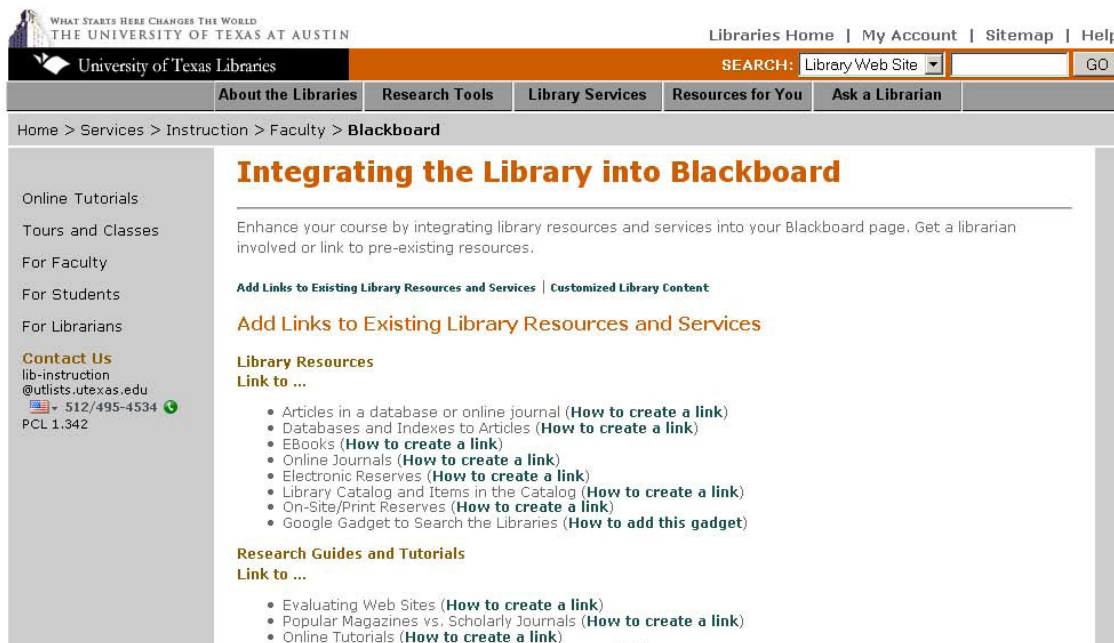 WHAT STARTS HERE CHANGES THE WORLD
THE UNIVERSITY OF TEXAS AT AUSTIN
Libraries Home | My Account | Sitemap | Help
University of Texas Libraries
SEARCH: Library Web Site GO
About the Libraries Research Tools Library Services Resources for You Ask a Librarian
Home > Services > Instruction > Faculty > Blackboard
Online Tutorials
Tours and Classes
For Faculty
For Students
For Librarians
Contact Us
lib-instruction
@utlists.utexas.edu
512/495-4534
PCL 1.342
Integrating the Library into Blackboard
Enhance your course by integrating library resources and services into your Blackboard page. Get a librarian
involved or link to pre-existing resources.
Add Links to Existing Library Resources and Services | Customized Library Content
Add Links to Existing Library Resources and Services
Library Resources
Link to ...
• Articles in a database or online journal (How to create a link)
• Databases and Indexes to Articles (How to create a link)
• EBooks (How to create a link)
• Online Journals (How to create a link)
• Electronic Reserves (How to create a link)
• Library Catalog and Items in the Catalog (How to create a link)
• On-Site/Print Reserves (How to create a link)
• Google Gadget to Search the Libraries (How to add this gadget)
Research Guides and Tutorials
Link to ...
• Evaluating Web Sites (How to create a link)
• Popular Magazines vs. Scholarly Journals (How to create a link)
• Online Tutorials (How to create a link)